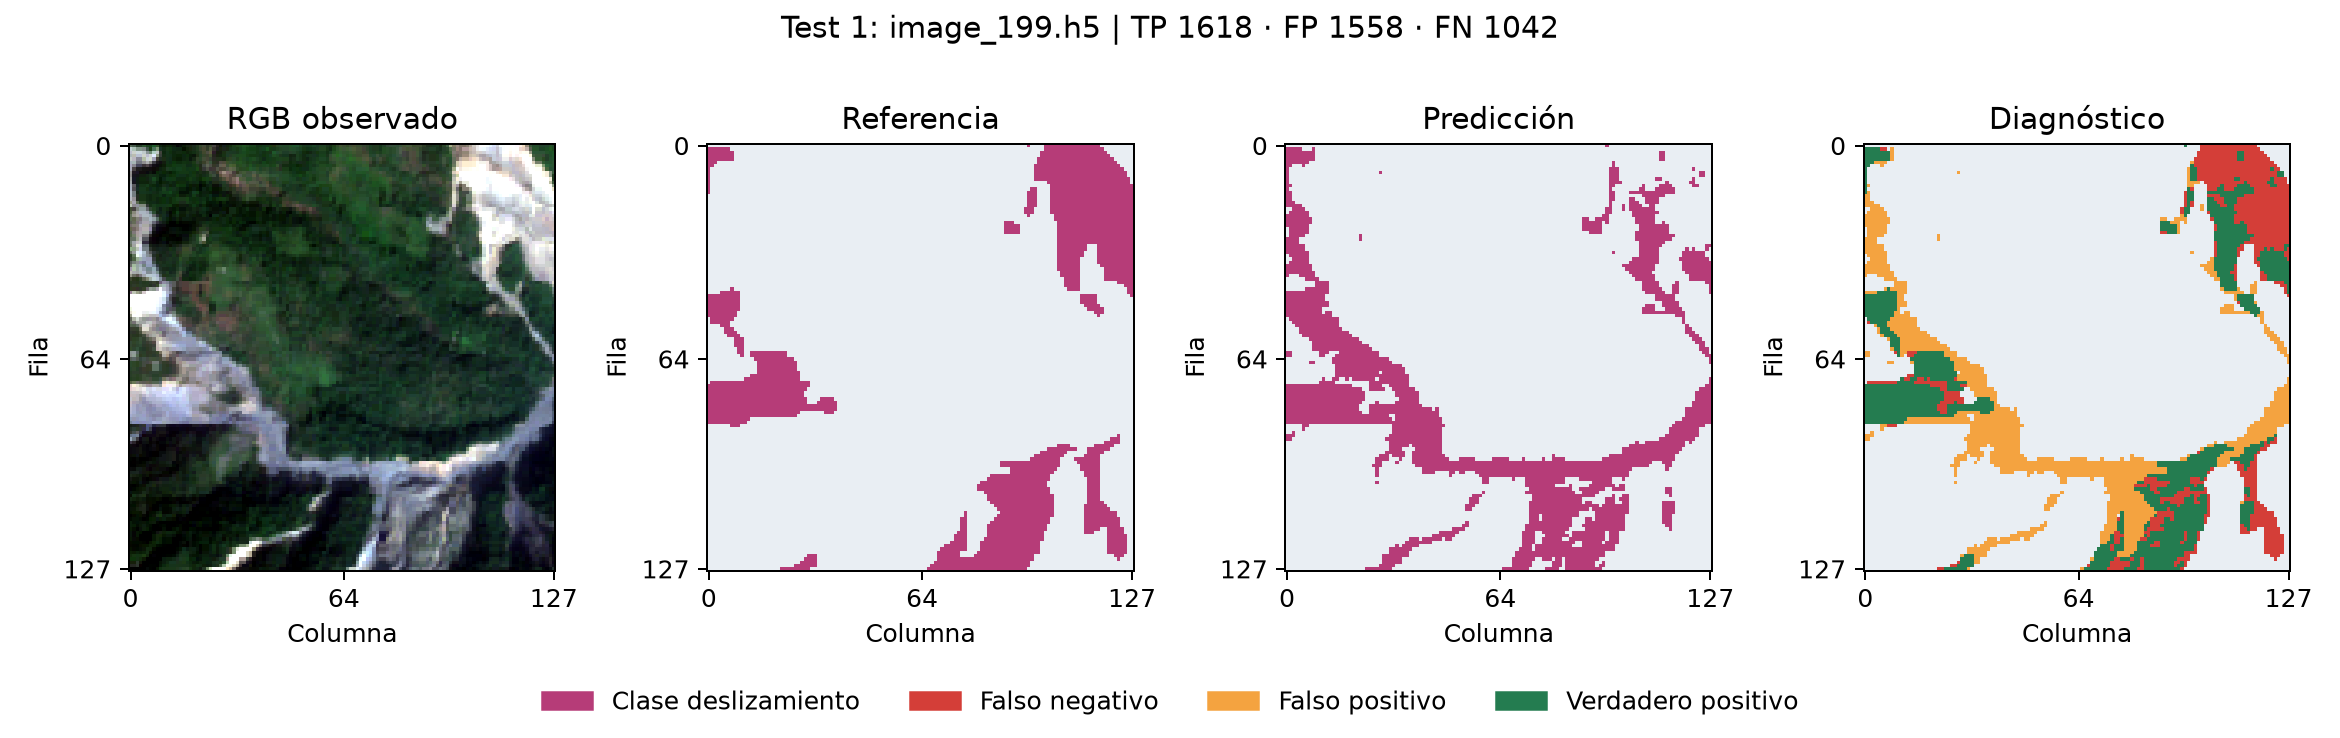 Test 1: image_199.h5 | TP 1618 · FP 1558 · FN 1042
RGB observado
Referencia
Predicción
Diagnóstico
Fila
0
64
127
0
64
127
Columna
Fila
0
64
127
0
64
127
Columna
Fila
0
64
127
0
64
127
Columna
Fila
0
64
127
0
64
127
Columna
Clase deslizamiento
Falso negativo
Falso positivo
Verdadero positivo